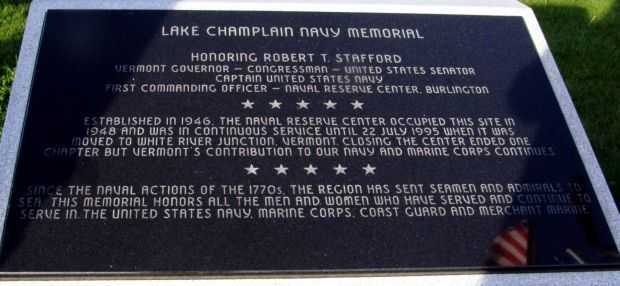 LAKE CHAMPLAIN NAVY MEMORIAL
HONORING ROBERT T. STAFFORD
VERMONT GOVERNOR – CONGRESSMAN – UNITED STATES SENATOR
CAPTAIN UNITED STATES NAVY
FIRST COMMANDING OFFICER – NAVAL RESERVE CENTER, BURLINGTON
ESTABLISHED IN 1946, THE NAVAL RESERVE CENTER OCCUPIED THIS SITE IN
1948 AND WAS IN CONTINUOUS SERVICE UNTIL 22 JULY 1995 WHEN IT WAS
MOVED TO WHITE RIVER JUNCTION, VERMONT. CLOSING THE CENTER ENDED ONE
CHAPTER BUT VERMONT'S CONTRIBUTION TO OUR NAVY AND MARINE CORPS CONTINUES.
SINCE THE NAVAL ACTIONS OF THE 1770s, THE REGION HAS SENT SEAMEN AND ADMIRALS TO
SEA. THIS MEMORIAL HONORS ALL THE MEN AND WOMEN WHO HAVE SERVED AND CONTINUE TO
SERVE IN THE UNITED STATES NAVY, MARINE CORPS, COAST GUARD AND MERCHANT MARINE.